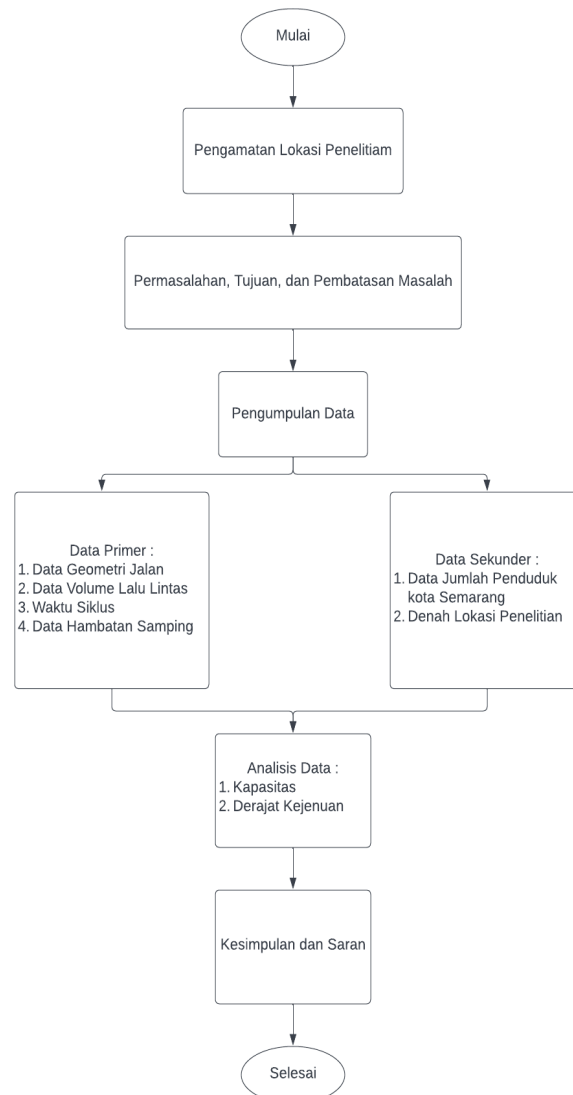 Mulai
Pengamatan Lokasi Penelitiam
Permasalahan, Tujuan, dan Pembatasan Masalah
Pengumpulan Data
Data Primer :
1. Data Geometri Jalan
2. Data Volume Lalu Lintas
3. Waktu Siklus
4. Data Hambatan Samping
Data Sekunder :
1. Data Jumlah Penduduk
kota Semarang
2. Denah Lokasi Penelitian
Analisis Data :
1. Kapasitas
2. Derajat Kejenuan
Kesimpulan dan Saran
Selesai